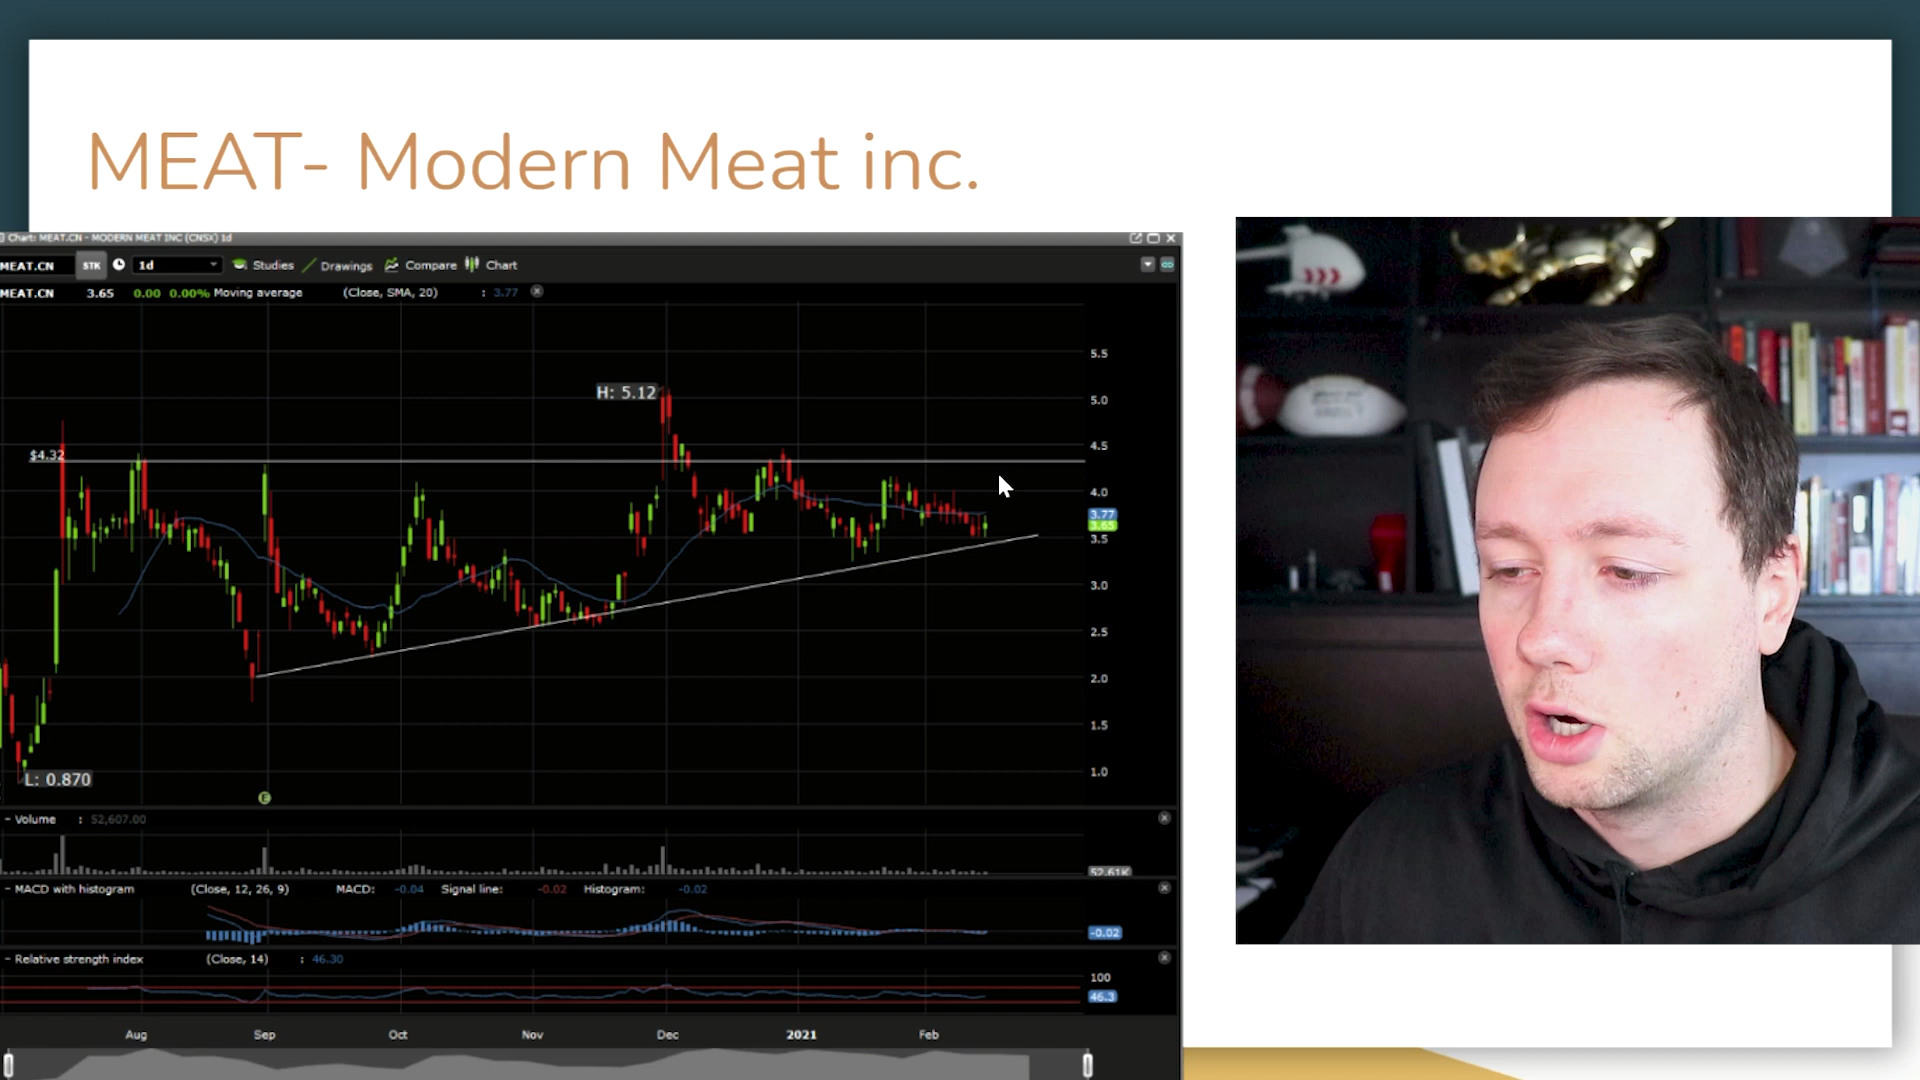 MEAT- Modern Meat inc.
Chart: MEAT.CN - MODERN MEAT INC (CNSX) 1d
MEAT.CN STK 1d Studies Drawings Compare Chart
MEAT.CN 3.65 0.00 0.00% Moving average (Close, SMA, 20) : 3.77
5.5
H: 5.12
5.0
4.5
$4.32
4.0
3.77
3.65
3.5
3.0
2.5
2.0
1.5
1.0
L: 0.870
E
- Volume : 52,607.00
52.61K
- MACD with histogram (Close, 12, 26, 9) MACD: -0.04 Signal line: -0.02 Histogram: -0.02
-0.02
- Relative strength index (Close, 14) : 46.30
100
46.3
Aug Sep Oct Nov Dec 2021 Feb